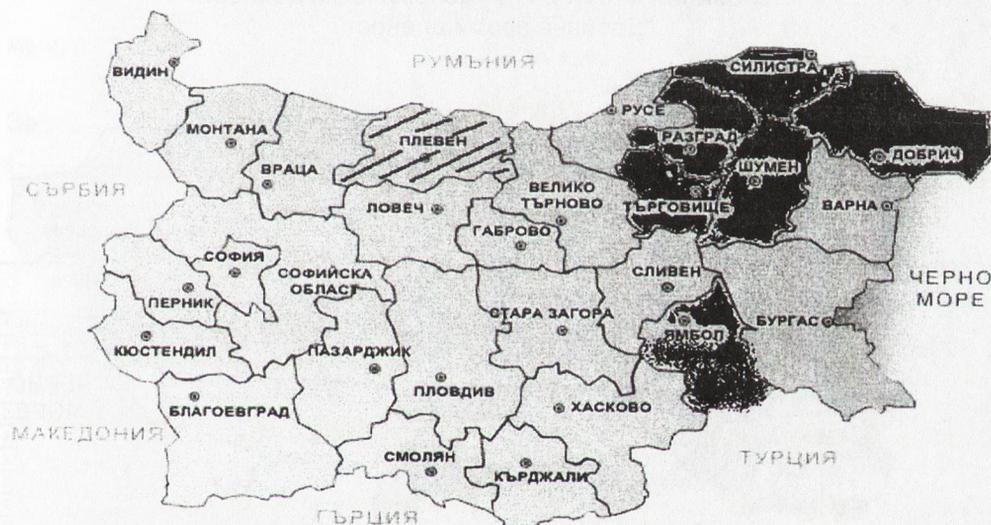 РУМЪНИЯ
СИЛИСТРА
ВИДИН
РУСЕ
МОНТАНА
ПЛЕВЕН
РАЗГРАД
ДОБРИЧ
ВРАЦА
ШУМЕН
СЪРБИЯ
ВЕЛИКО
ТЪРНОВО
ЛОВЕЧ
ТЪРГОВИЩЕ
ВАРНА
ГАБРОВО
СОФИЯ
СОФИЙСКА
ОБЛАСТ
СЛИВЕН
ЧЕРНО
МОРЕ
ПЕРНИК
СТАРА ЗАГОРА
ЯМБОЛ
БУРГАС
КЮСТЕНДИЛ
ПАЗАРДЖИК
ПЛОВДИВ
БЛАГОЕВГРАД
ХАСКОВО
МАКЕДОНИЯ
СМОЛЯН
ТУРЦИЯ
КЪРДЖАЛИ
ГЪРЦИЯ